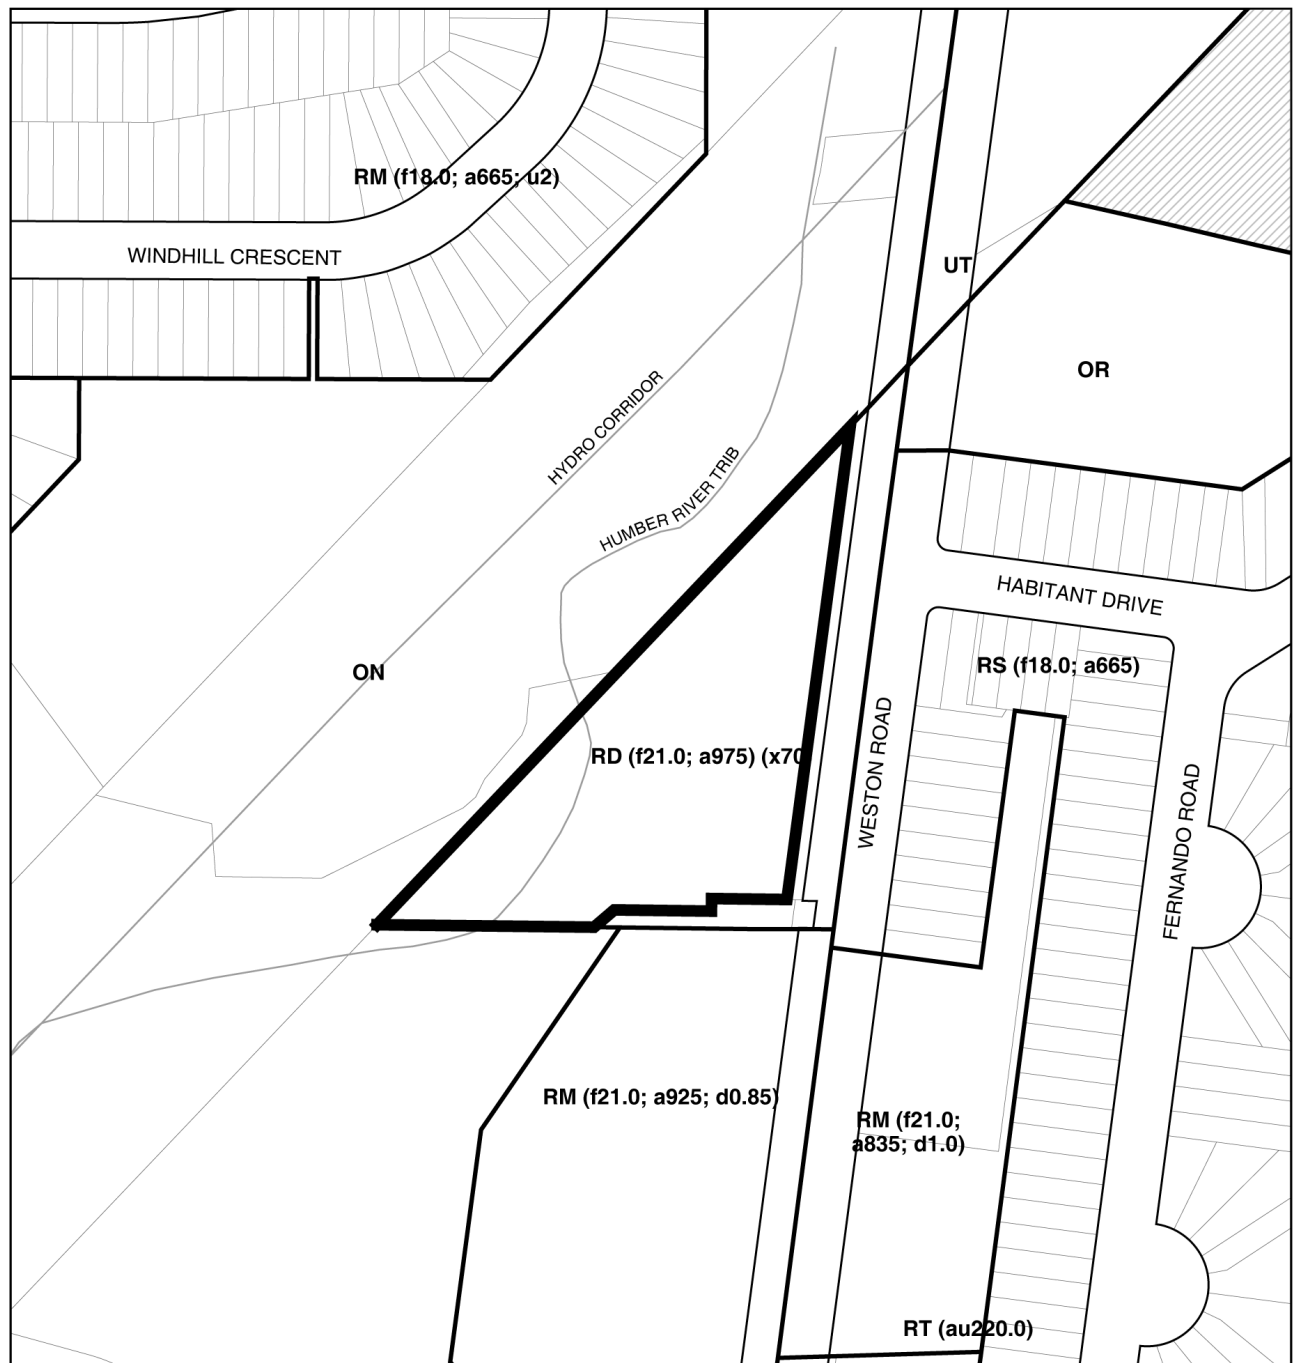 RM (f18.0; a665; u2)
WINDHILL CRESCENT
UT
OR
HYDRO CORRIDOR
HUMBER RIVER TRIB
HABITANT DRIVE
RS (f18.0; a665)
ON
WESTON ROAD
RD (f21.0; a975) (x70
FERNANDO ROAD
RM (f21.0; a925; d0.85)
RM (f21.0;
a835; d1.0)
RT (au220.0)